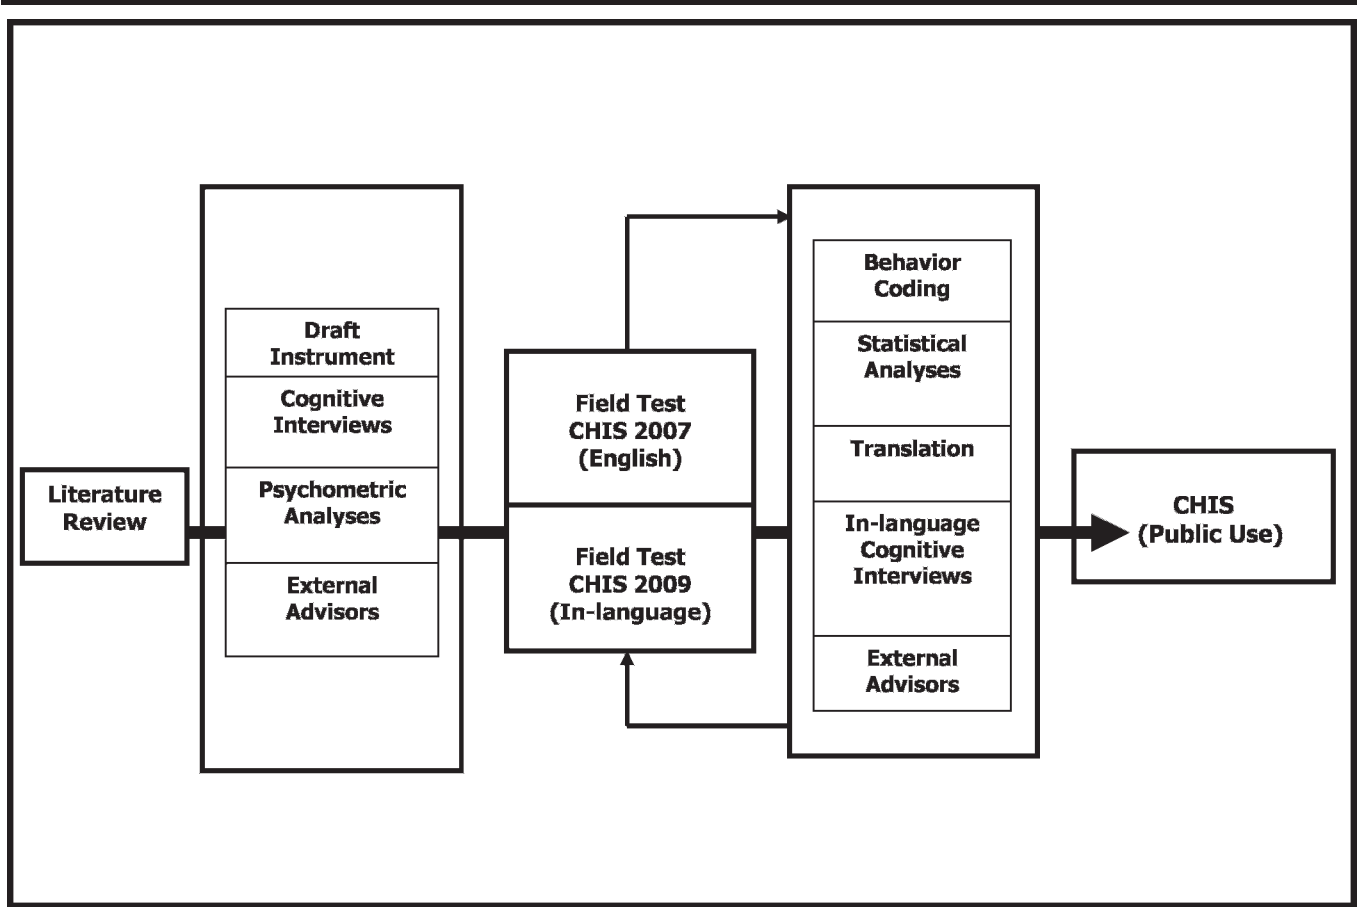 Literature
Review
Draft
Instrument
Cognitive
Interviews
Psychometric
Analyses
External
Advisors
Field Test
CHIS 2007
(English)
Field Test
CHIS 2009
(In-language)
Behavior
Coding
Statistical
Analyses
Translation
In-language
Cognitive
Interviews
External
Advisors
CHIS
(Public Use)